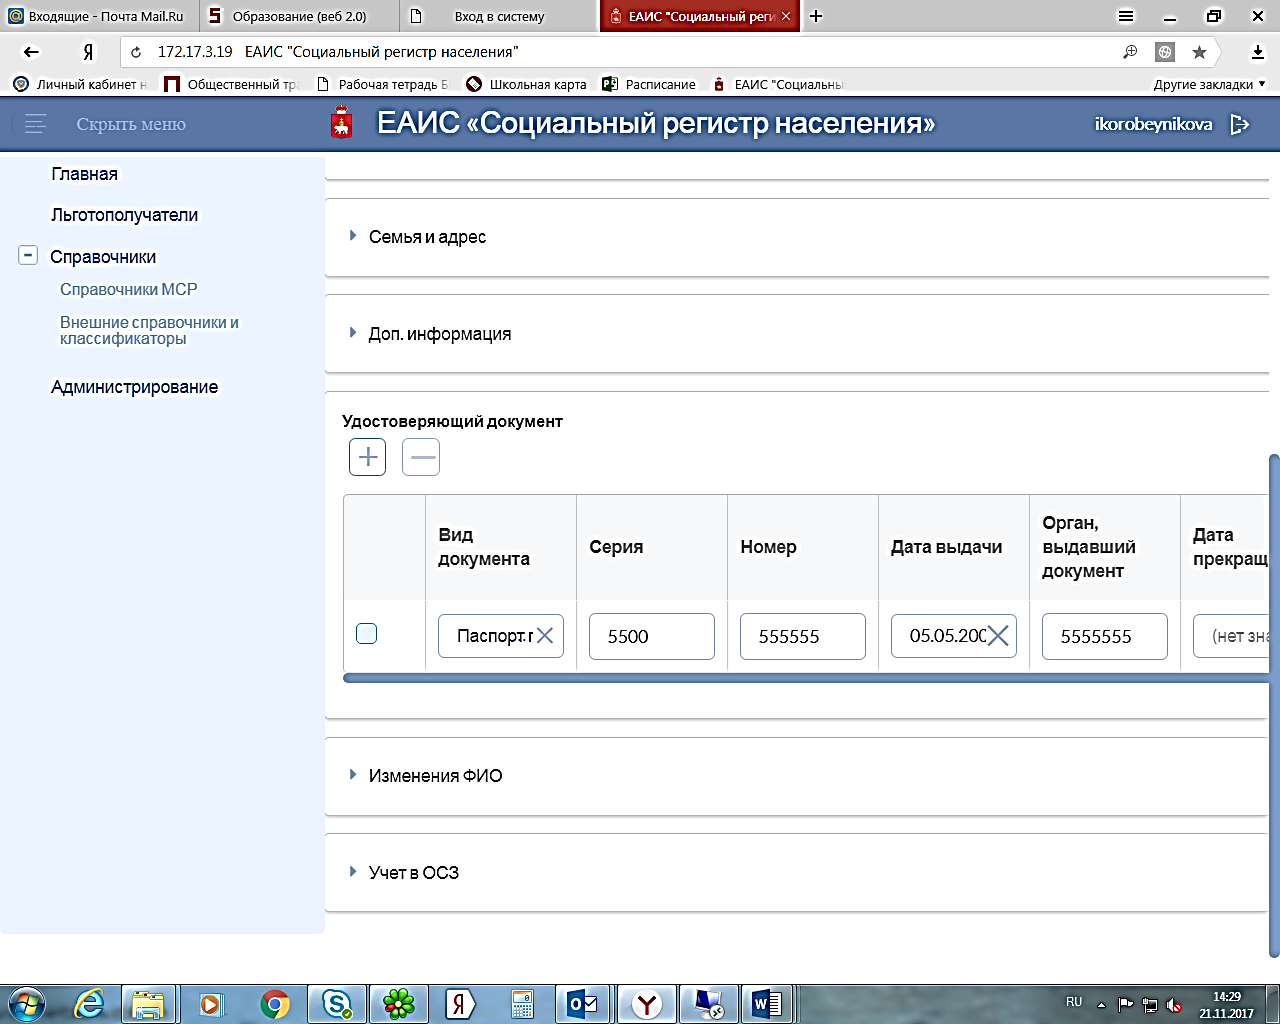 Входящие - Почта Mail.Ru
Образование (веб 2.0)
Вход в систему
ЕАИС "Социальный реги
172.17.3.19 ЕАИС "Социальный регистр населения"
Личный кабинет н
Общественный тра
Рабочая тетрадь Б
Школьная карта
Расписание
ЕАИС "Социальны
Другие закладки
Скрыть меню
ЕАИС «Социальный регистр населения»
ikorobeynikova
Главная
Льготополучатели
Справочники
Справочники МСР
Внешние справочники и
классификаторы
Администрирование
Семья и адрес
Доп. информация
Удостоверяющий документ
Вид
документа
Серия
Номер
Дата выдачи
Орган,
выдавший
документ
Дата
прекращ
Паспорт г
5500
555555
05.05.200
5555555
(нет зна
Изменения ФИО
Учет в ОСЗ
RU
14:29
21.11.2017